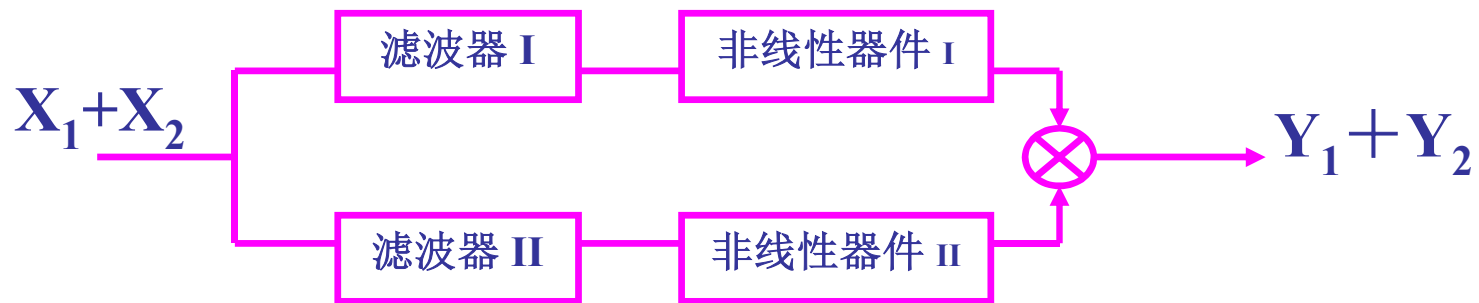 滤波器 I
非线性器件 I
X₁+X₂
Y₁＋Y₂
滤波器 II
非线性器件 II